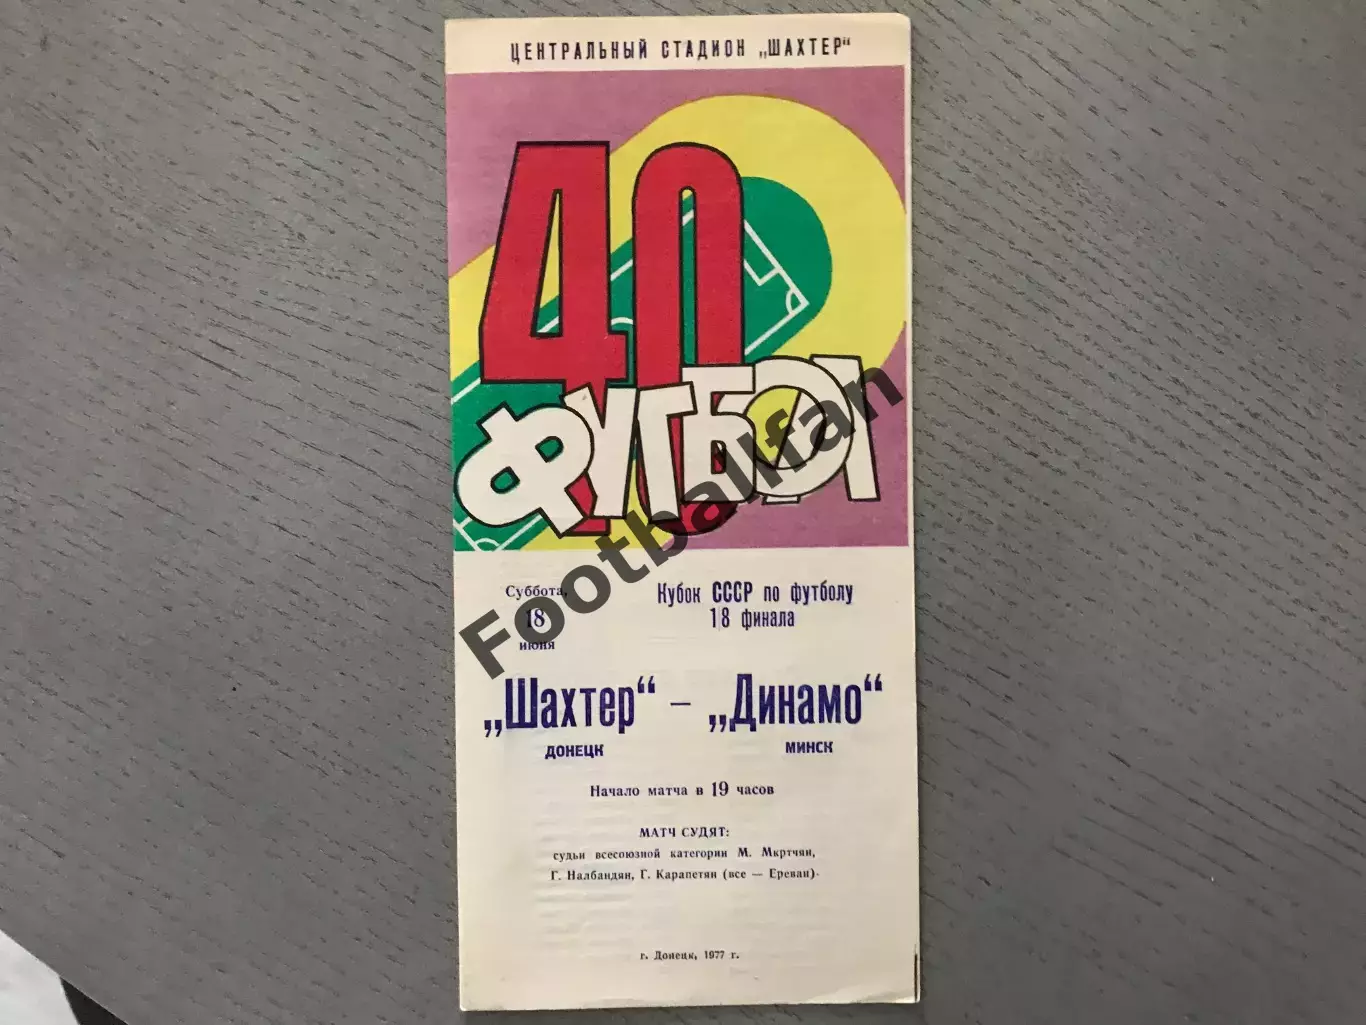 ЦЕНТРАЛЬНЫЙ СТАДИОН „ШАХТЕР“
40
ФУТБОЛ
Суббота,
18
июня
Кубок СССР по футболу
18 финала
„Шахтер“ – „Динамо“
ДОНЕЦК
МИНСК
Начало матча в 19 часов
МАТЧ СУДЯТ:
судьи всесоюзной категории М. Мкртчян,
Г. Налбандян, Г. Карапетян (все — Ереван)·
г. Донецк, 1977 г.
Footballfan